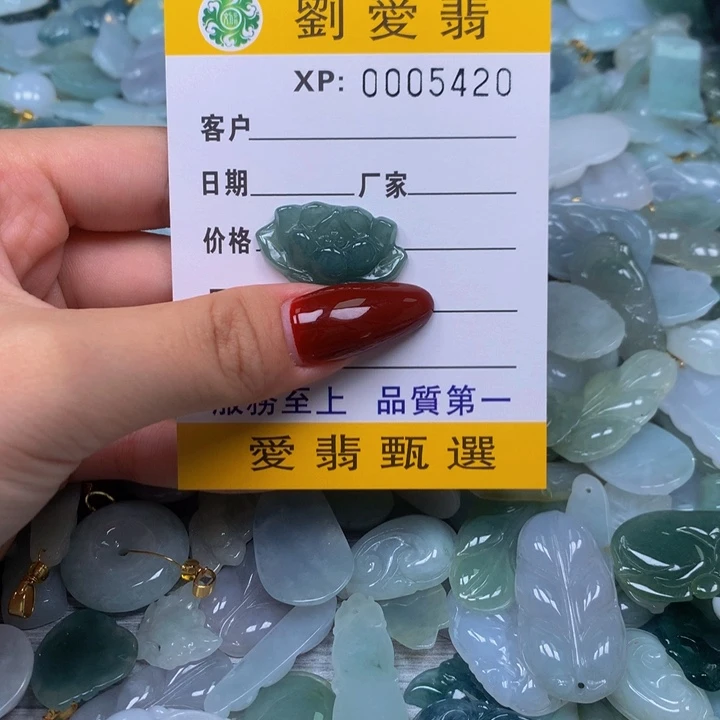 劉愛翡
XP: 0005420
客户
日期 厂家
价格
服務至上 品質第一
愛翡甄選